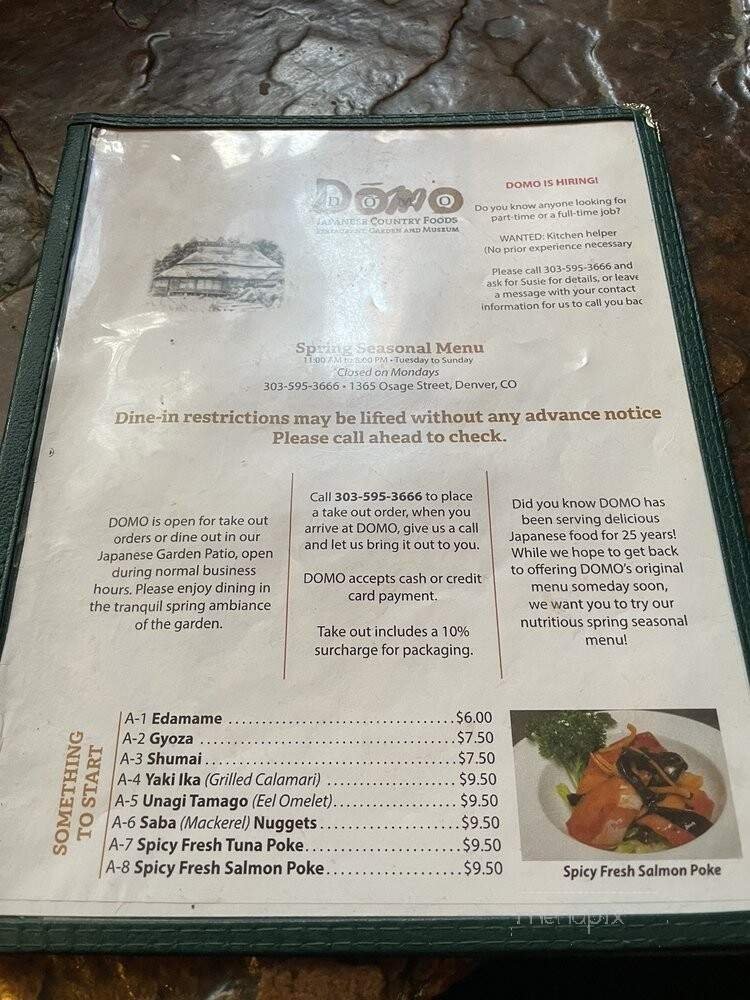 DOMO
D O M O
JAPANESE COUNTRY FOODS
RESTAURANT, GARDEN AND MUSEUM
DOMO IS HIRING!
Do you know anyone looking for
part-time or a full-time job?
WANTED: Kitchen helper
(No prior experience necessary
Please call 303-595-3666 and
ask for Susie for details, or leave
a message with your contact
information for us to call you bac
Spring Seasonal Menu
11:00 AM to 8:00 PM • Tuesday to Sunday
Closed on Mondays
303-595-3666 • 1365 Osage Street, Denver, CO
Dine-in restrictions may be lifted without any advance notice
Please call ahead to check.
DOMO is open for take out
orders or dine out in our
Japanese Garden Patio, open
during normal business
hours. Please enjoy dining in
the tranquil spring ambiance
of the garden.
Call 303-595-3666 to place
a take out order, when you
arrive at DOMO, give us a call
and let us bring it out to you.
DOMO accepts cash or credit
card payment.
Take out includes a 10%
surcharge for packaging.
Did you know DOMO has
been serving delicious
Japanese food for 25 years!
While we hope to get back
to offering DOMO's original
menu someday soon,
we want you to try our
nutritious spring seasonal
menu!
SOMETHING
TO START
A-1 Edamame ..................................$6.00
A-2 Gyoza .......................................$7.50
A-3 Shumai......................................$7.50
A-4 Yaki Ika (Grilled Calamari) ....................$9.50
A-5 Unagi Tamago (Eel Omelet)...................$9.50
A-6 Saba (Mackerel) Nuggets.....................$9.50
A-7 Spicy Fresh Tuna Poke........................$9.50
A-8 Spicy Fresh Salmon Poke.....................$9.50
Spicy Fresh Salmon Poke
menupix